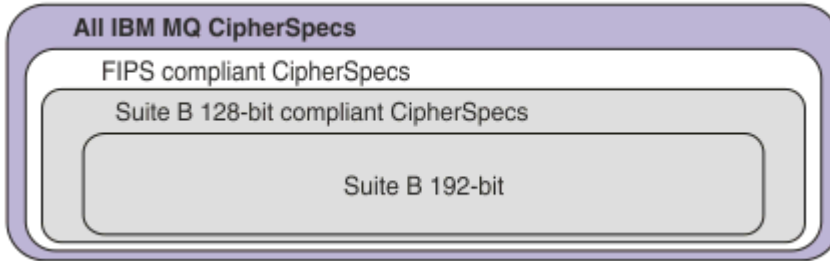 All IBM MQ CipherSpecs
FIPS compliant CipherSpecs
Suite B 128-bit compliant CipherSpecs
Suite B 192-bit